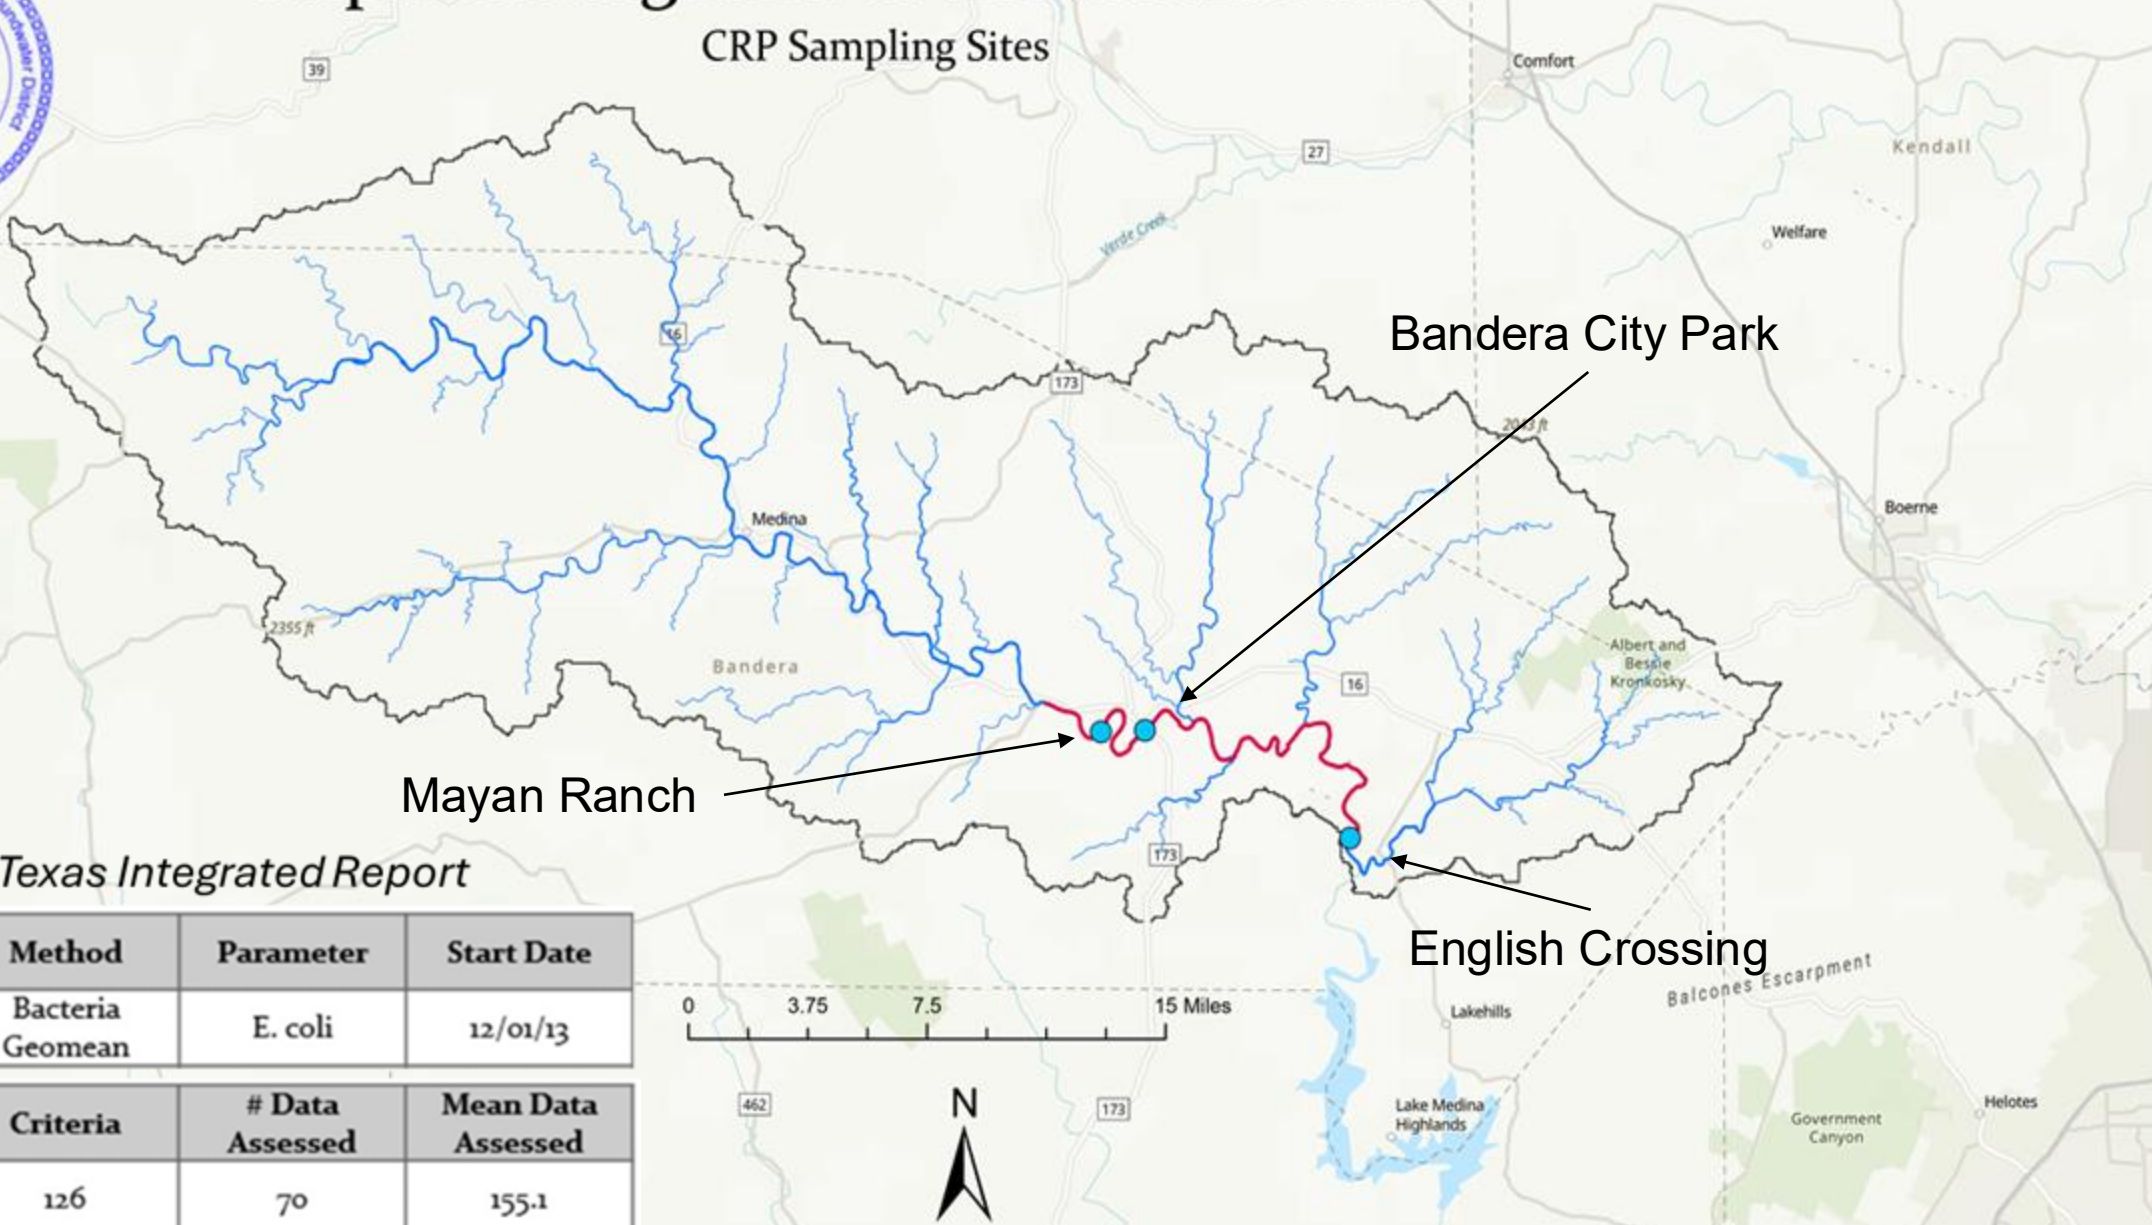 CRP Sampling Sites
undwater District
39
Comfort
27
Kendall
Verde Creek
Welfare
16
Bandera City Park
173
2043 ft
Boerne
Medina
2355 ft
Bandera
Albert and
Bessie
Kronkosky
16
Mayan Ranch
173
Texas Integrated Report
English Crossing
Method Parameter Start Date
Bacteria
Geomean
E. coli 12/01/13
Balcones Escarpment
0 3.75 7.5 15 Miles
Lakehills
Criteria
# Data
Assessed
Mean Data
Assessed
462
N
173
Lake Medina
Highlands
Helotes
Government
Canyon
126 70 155.1